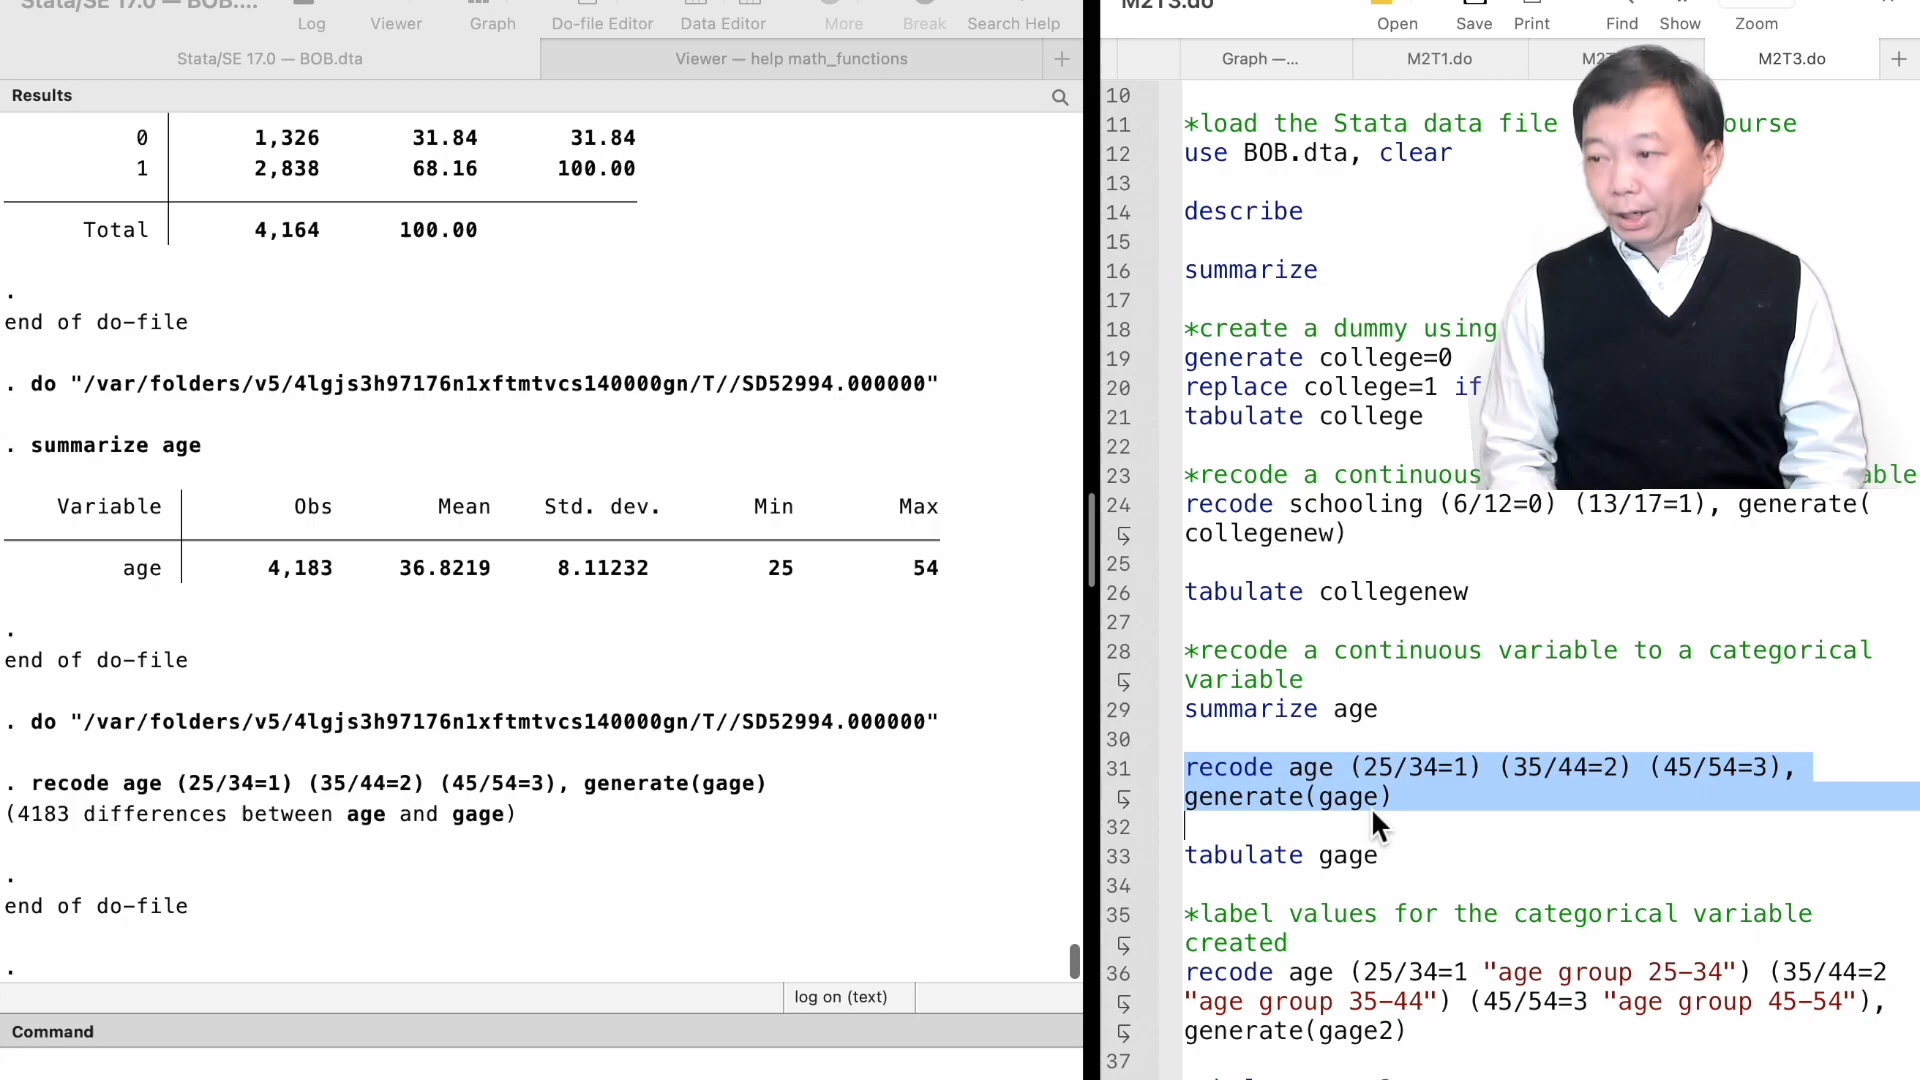 Stata/SE 17.0 — BOB....
Log Viewer Graph Do-file Editor Data Editor More Break Search Help
Stata/SE 17.0 — BOB.dta
Viewer — help math_functions
Results
0 1,326 31.84 31.84
1 2,838 68.16 100.00
Total 4,164 100.00
.
end of do-file
. do "/var/folders/v5/4lgjs3h97176n1xftmtvcs140000gn/T//SD52994.000000"
. summarize age
Variable Obs Mean Std. dev. Min Max
age 4,183 36.8219 8.11232 25 54
.
end of do-file
. do "/var/folders/v5/4lgjs3h97176n1xftmtvcs140000gn/T//SD52994.000000"
. recode age (25/34=1) (35/44=2) (45/54=3), generate(gage)
(4183 differences between age and gage)
.
end of do-file
.
log on (text)
Command
M2T3.do
Open Save Print Find Show Zoom
Graph —... M2T1.do M2T3.do
10
11 *load the Stata data file
12 use BOB.dta, clear
13
14 describe
15
16 summarize
17
18 *create a dummy using
19 generate college=0
20 replace college=1 if
21 tabulate college
22
23 *recode a continuous
24 recode schooling (6/12=0) (13/17=1), generate(
collegenew)
25
26 tabulate collegenew
27
28 *recode a continuous variable to a categorical
variable
29 summarize age
30
31 recode age (25/34=1) (35/44=2) (45/54=3),
generate(gage)
32
33 tabulate gage
34
35 *label values for the categorical variable
created
36 recode age (25/34=1 "age group 25-34") (35/44=2
"age group 35-44") (45/54=3 "age group 45-54"),
generate(gage2)
37